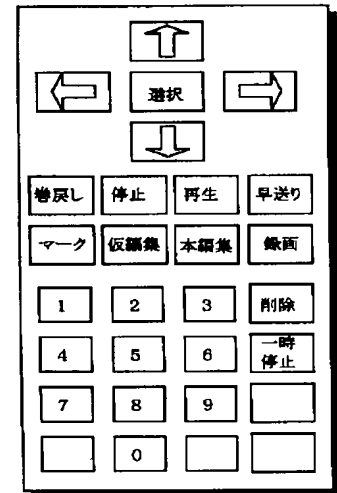 選択
巻戻し 停止 再生 早送り
マーク 仮編集 本編集 録画
1 2 3 削除
4 5 6 一時停止
7 8 9
0